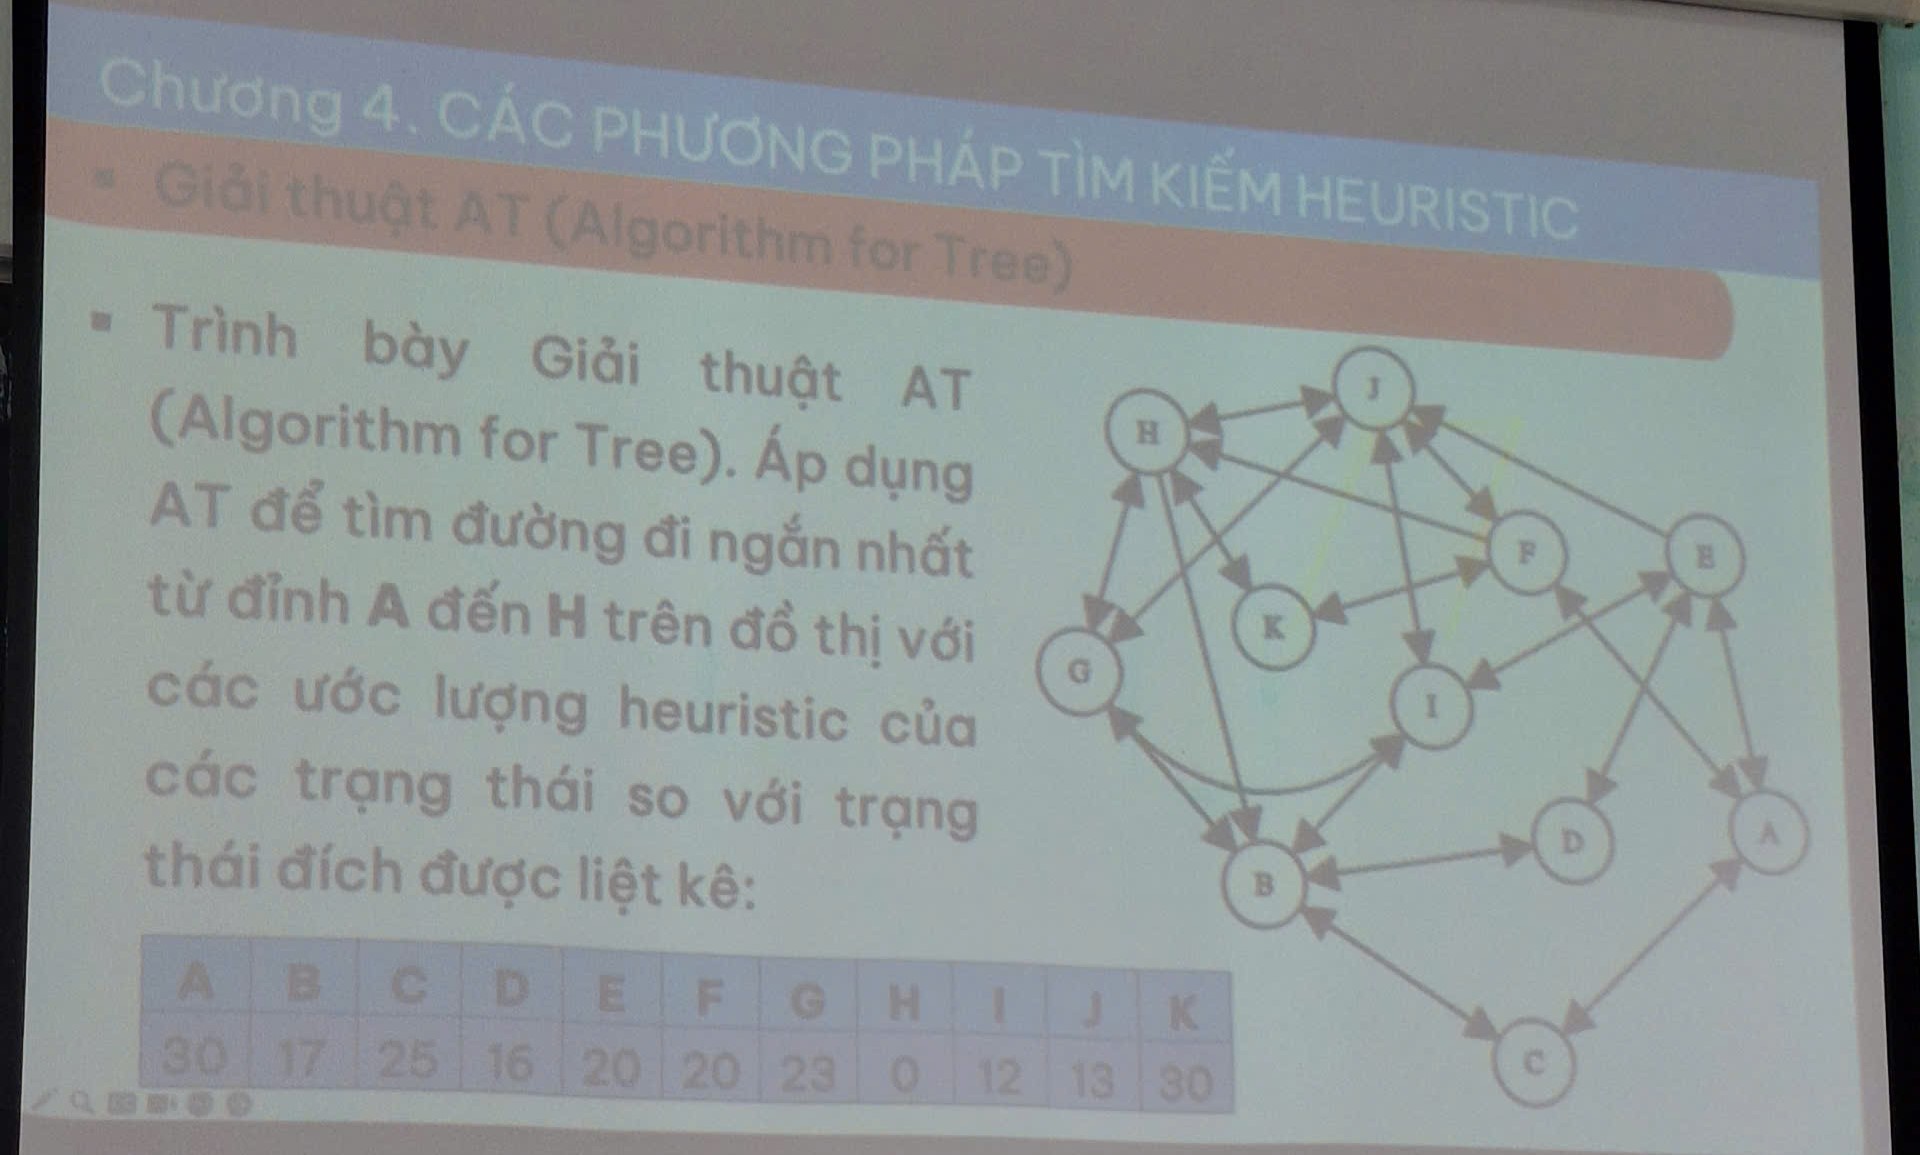 Chương 4. CÁC PHƯƠNG PHÁP TÌM KIẾM HEURISTIC
▪ Giải thuật AT (Algorithm for Tree)
▪ Trình bày Giải thuật AT
(Algorithm for Tree). Áp dụng
AT để tìm đường đi ngắn nhất
từ đỉnh A đến H trên đồ thị với
các ước lượng heuristic của
các trạng thái so với trạng
thái đích được liệt kê:
A B C D E F G H I J K
30 17 25 16 20 20 23 0 12 13 30
J
H
F
E
K
G
I
D
A
B
C